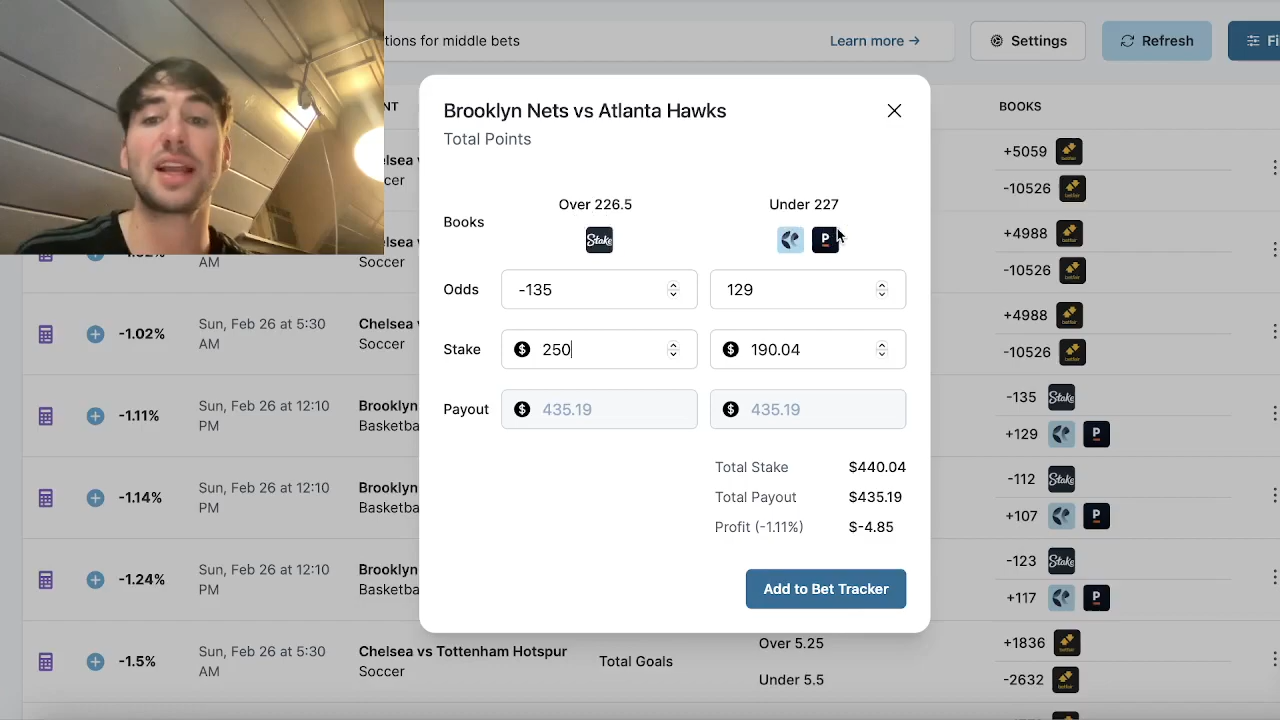 tions for middle bets
Learn more →
Settings
Refresh
Fi
NT
BOOKS
Brooklyn Nets vs Atlanta Hawks
Total Points
Over 226.5
Under 227
Books
Stake
P
Odds
-135
129
Stake
$ 250
$ 190.04
Payout
$ 435.19
$ 435.19
Total Stake
$440.04
Total Payout
$435.19
Profit (-1.11%)
$-4.85
Add to Bet Tracker
elsea v
ccer
+5059
-10526
AM
elsea v
Soccer
+4988
-10526
-1.02%
Sun, Feb 26 at 5:30
AM
Chelsea v
Soccer
+4988
-10526
-1.11%
Sun, Feb 26 at 12:10
PM
Brooklyn
Basketba
-135
Stake
+129
P
-1.14%
Sun, Feb 26 at 12:10
PM
Brooklyn
Basketba
-112
Stake
+107
P
-1.24%
Sun, Feb 26 at 12:10
PM
Brooklyn
Basketba
-123
Stake
+117
P
-1.5%
Sun, Feb 26 at 5:30
AM
Chelsea vs Tottenham Hotspur
Soccer
Total Goals
Over 5.25
Under 5.5
+1836
-2632